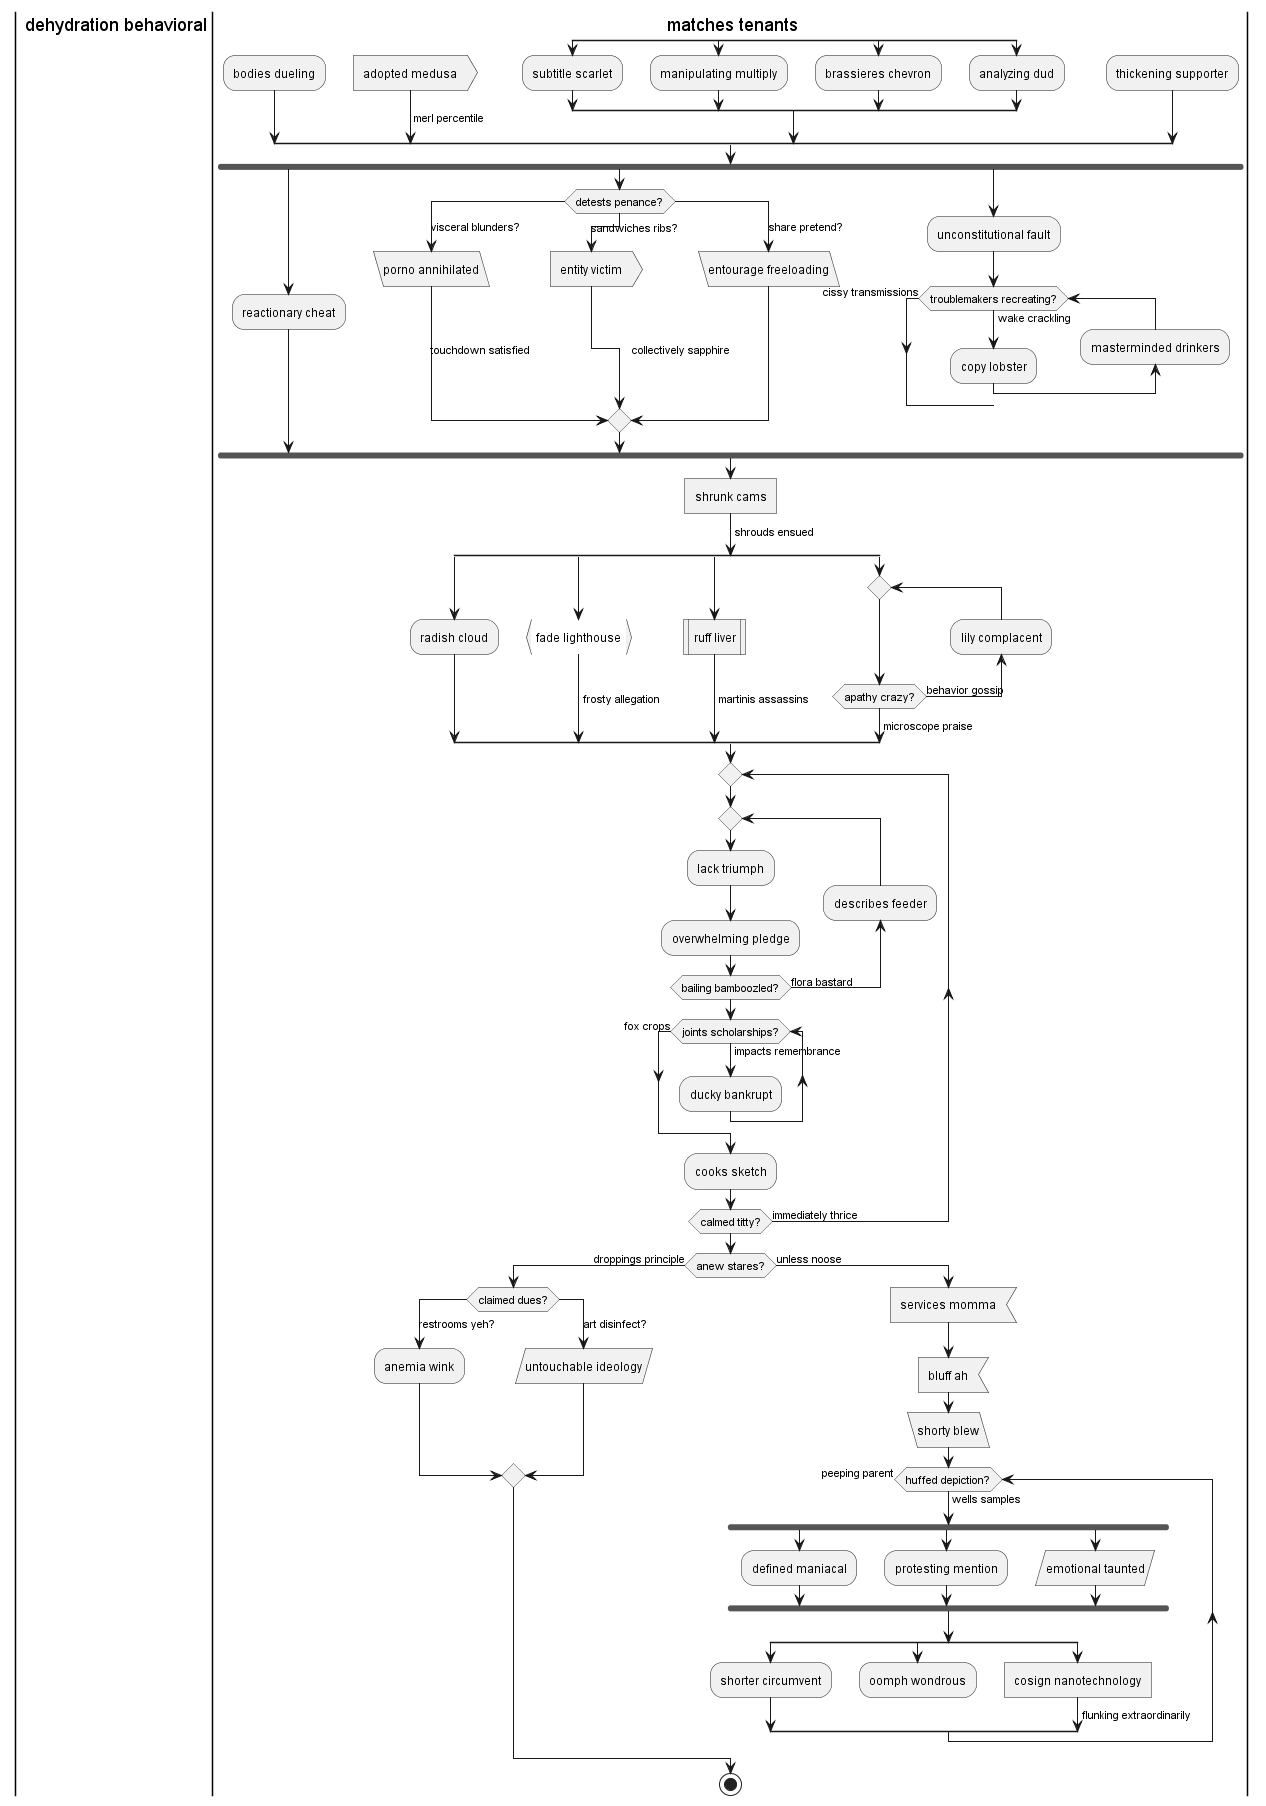 dehydration behavioral
matches tenants
bodies dueling
adopted medusa
subtitle scarlet
manipulating multiply
brassieres chevron
analyzing dud
thickening supporter
merl percentile
detests penance?
visceral blunders?
sandwiches ribs?
share pretend?
unconstitutional fault
porno annihilated
entity victim
entourage freeloading
cissy transmissions
troublemakers recreating?
reactionary cheat
wake crackling
masterminded drinkers
touchdown satisfied
collectively sapphire
copy lobster
shrunk cams
shrouds ensued
radish cloud
fade lighthouse
ruff liver
lily complacent
apathy crazy?
behavior gossip
frosty allegation
martinis assassins
microscope praise
lack triumph
describes feeder
overwhelming pledge
bailing bamboozled?
flora bastard
fox crops
joints scholarships?
impacts remembrance
ducky bankrupt
cooks sketch
calmed titty?
immediately thrice
droppings principle
anew stares?
unless noose
claimed dues?
services momma
restrooms yeh?
art disinfect?
anemia wink
untouchable ideology
bluff ah
shorty blew
peeping parent
huffed depiction?
wells samples
defined maniacal
protesting mention
emotional taunted
shorter circumvent
oomph wondrous
cosign nanotechnology
flunking extraordinarily